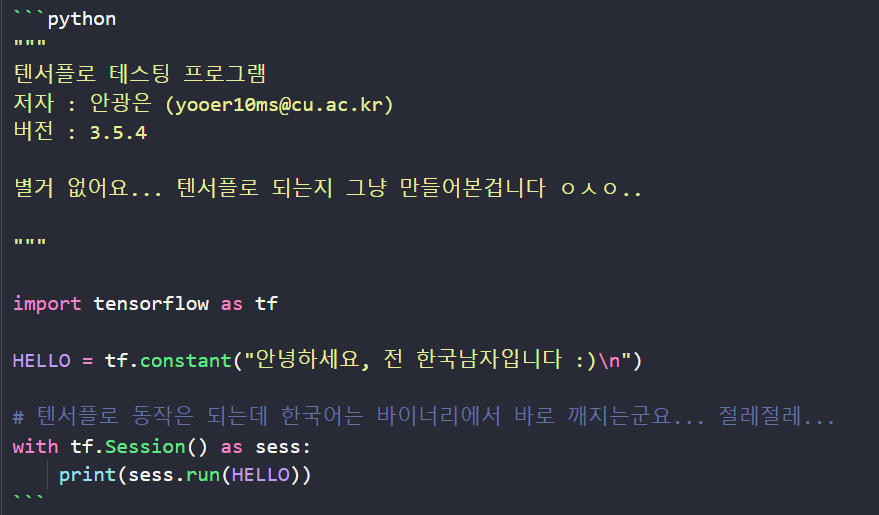 ```python
"""
텐서플로 테스팅 프로그램
저자 : 안광은 (yooer10ms@cu.ac.kr)
버전 : 3.5.4
별거 없어요... 텐서플로 되는지 그냥 만들어본겁니다 ㅇㅅㅇ..
"""
import tensorflow as tf
HELLO = tf.constant("안녕하세요, 전 한국남자입니다 :)\n")
# 텐서플로 동작은 되는데 한국어는 바이너리에서 바로 깨지는군요... 절레절레...
with tf.Session() as sess:
    print(sess.run(HELLO))
```